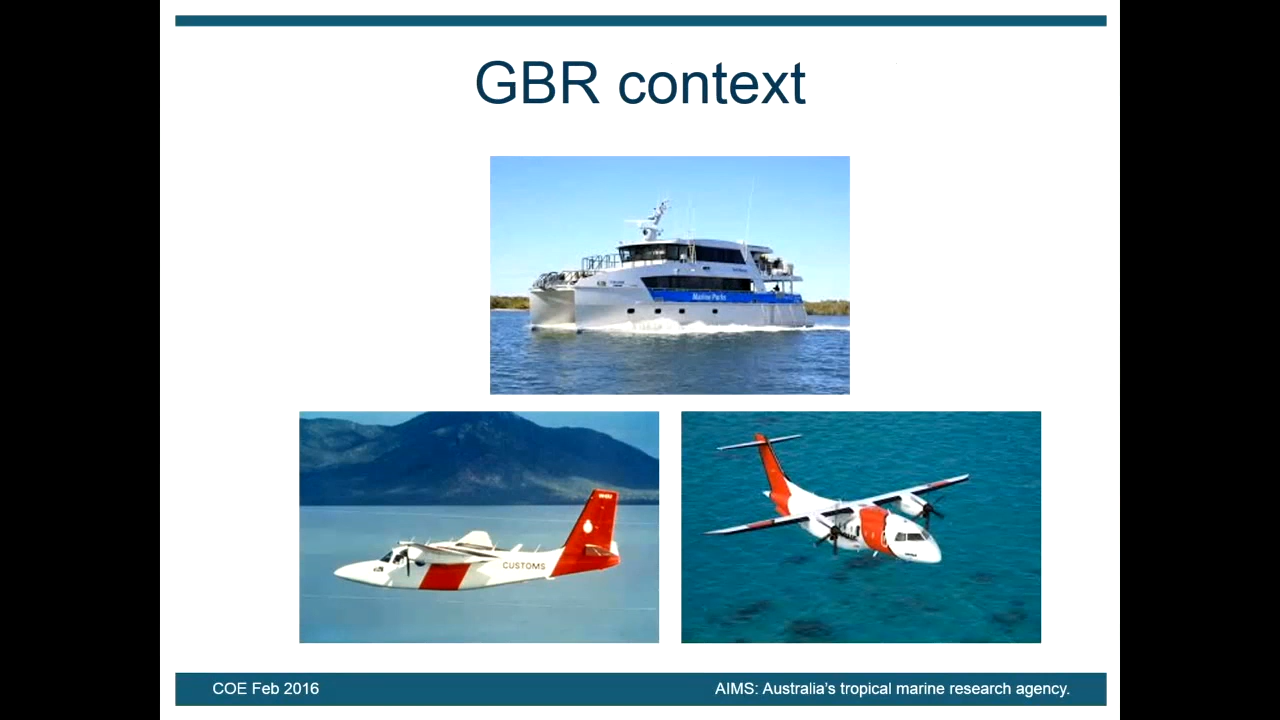 GBR context
Marine Parks
CUSTOMS
COE Feb 2016
AIMS: Australia's tropical marine research agency.